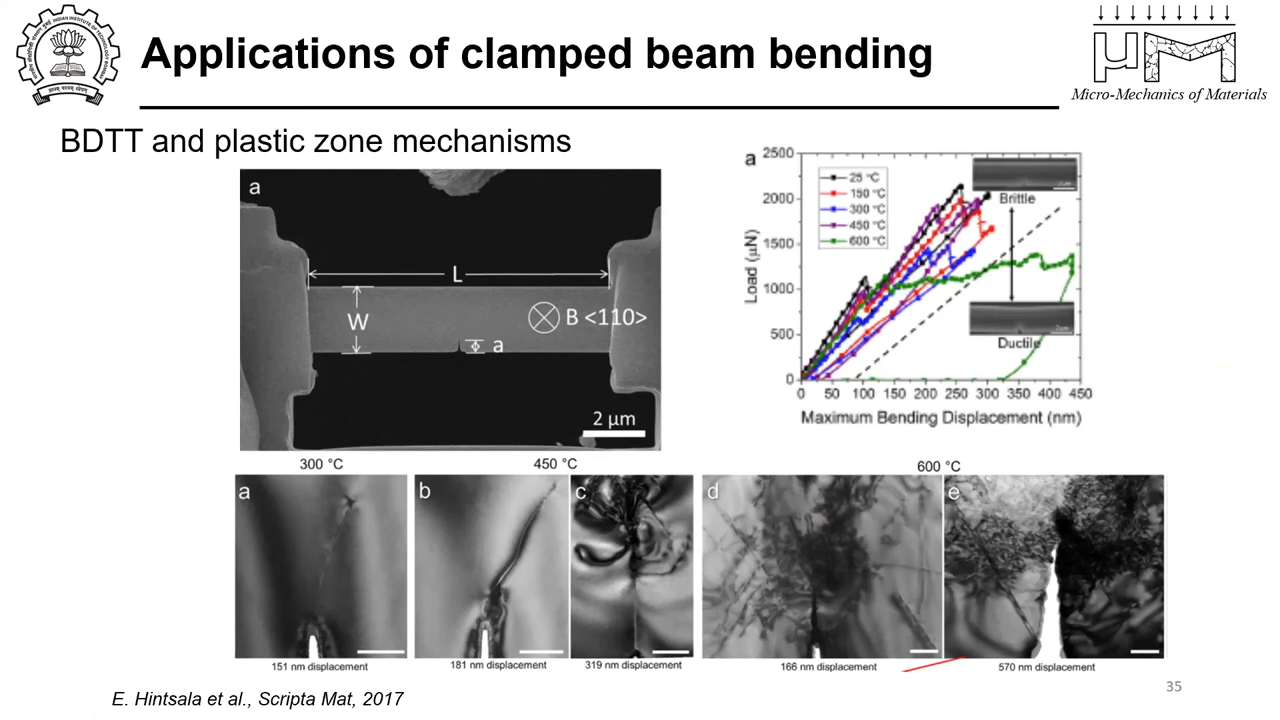 Applications of clamped beam bending
µM
Micro-Mechanics of Materials
BDTT and plastic zone mechanisms
a
L
W
B <110>
a
2 µm
a
2500
2000
1500
1000
500
0
Load (µN)
25 °C
150 °C
300 °C
450 °C
600 °C
Brittle
Ductile
0 50 100 150 200 250 300 350 400 450
Maximum Bending Displacement (nm)
300 °C 450 °C 600 °C
a b c d e
151 nm displacement 181 nm displacement 319 nm displacement 166 nm displacement 570 nm displacement
E. Hintsala et al., Scripta Mat, 2017
35